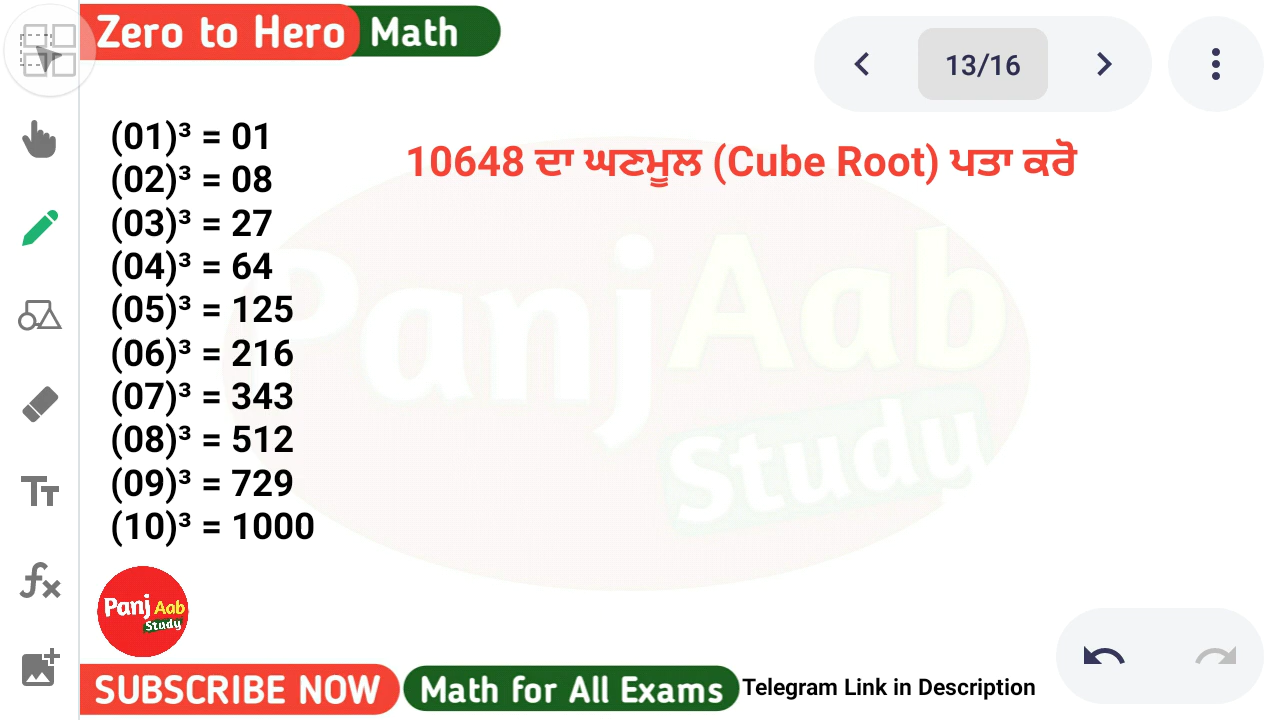 Zero to Hero Math
13/16
(01)³ = 01
(02)³ = 08
(03)³ = 27
(04)³ = 64
(05)³ = 125
(06)³ = 216
(07)³ = 343
(08)³ = 512
(09)³ = 729
(10)³ = 1000
10648 ਦਾ ਘਣਮੂਲ (Cube Root) ਪਤਾ ਕਰੋ
PanjAab
Study
Tт
fx
Panj Aab
Study
SUBSCRIBE NOW Math for All Exams Telegram Link in Description